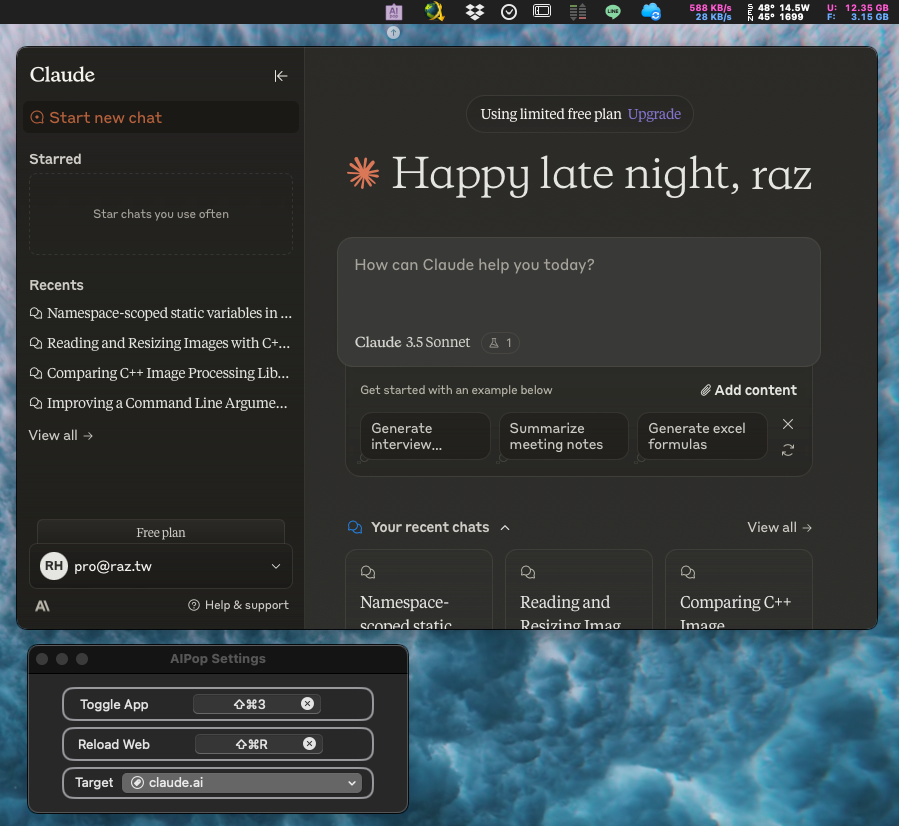 AI
LINE
588 KB/s
28 KB/s
SEN
48° 14.5W
45° 1699
U: 12.35 GB
F: 3.15 GB
Claude
Start new chat
Starred
Star chats you use often
Recents
Namespace-scoped static variables in ...
Reading and Resizing Images with C+...
Comparing C++ Image Processing Lib...
Improving a Command Line Argume...
View all →
Free plan
RH pro@raz.tw
Help & support
Using limited free plan Upgrade
Happy late night, raz
How can Claude help you today?
Claude 3.5 Sonnet 1
Get started with an example below
Add content
Generate
interview...
Summarize
meeting notes
Generate excel
formulas
Your recent chats
View all →
Namespace-
scoped static
Reading and
Resizing Imag
Comparing C++
Image
AIPop Settings
Toggle App ⇧⌘3
Reload Web ⇧⌘R
Target claude.ai